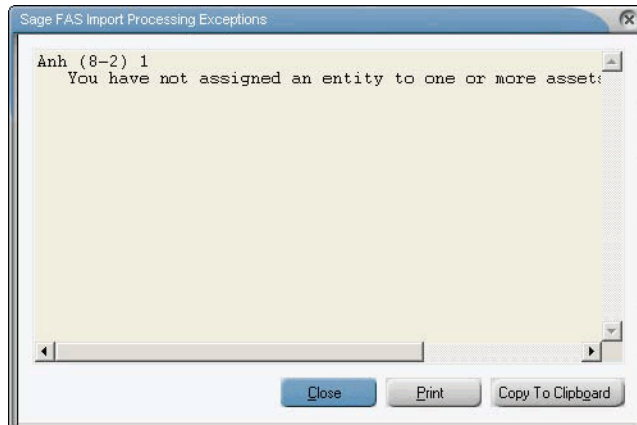 Sage FAS Import Processing Exceptions
Anh (8-2) 1
You have not assigned an entity to one or more assets
Close
Print
Copy To Clipboard